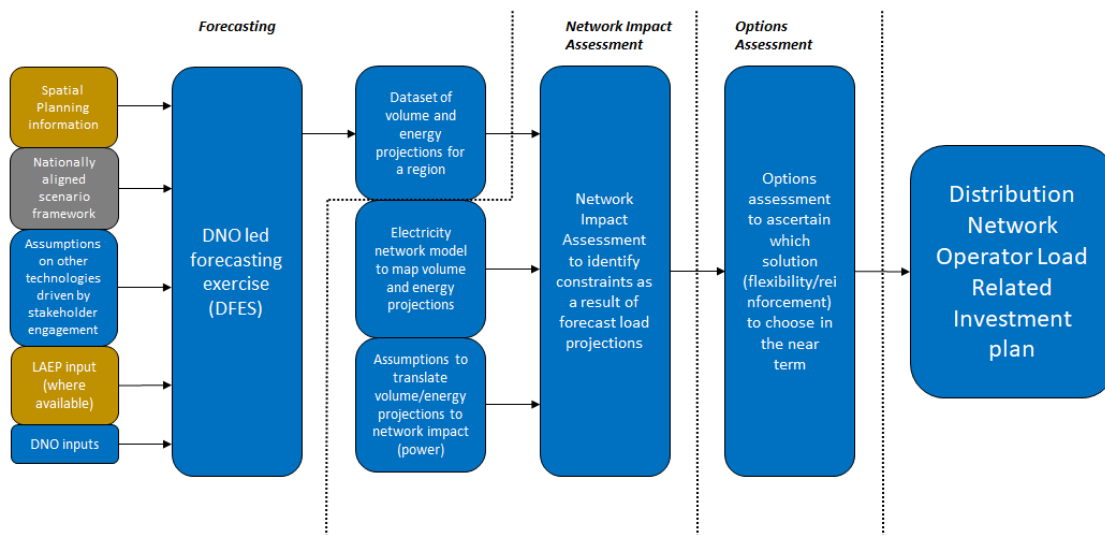 Forecasting
Network Impact
Assessment
Options
Assessment
Spatial
Planning
information
Nationally
aligned
scenario
framework
Assumptions
on other
technologies
driven by
stakeholder
engagement
LAEP input
(where
available)
DNO inputs
DNO led
forecasting
exercise
(DFES)
Dataset of
volume and
energy
projections for
a region
Electricity
network model
to map volume
and energy
projections
Assumptions to
translate
volume/energy
projections to
network impact
(power)
Network
Impact
Assessment
to identify
constraints as
a result of
forecast load
projections
Options
assessment
to ascertain
which
solution
(flexibility/rei
nforcement)
to choose in
the near
term
Distribution
Network
Operator Load
Related
Investment
plan